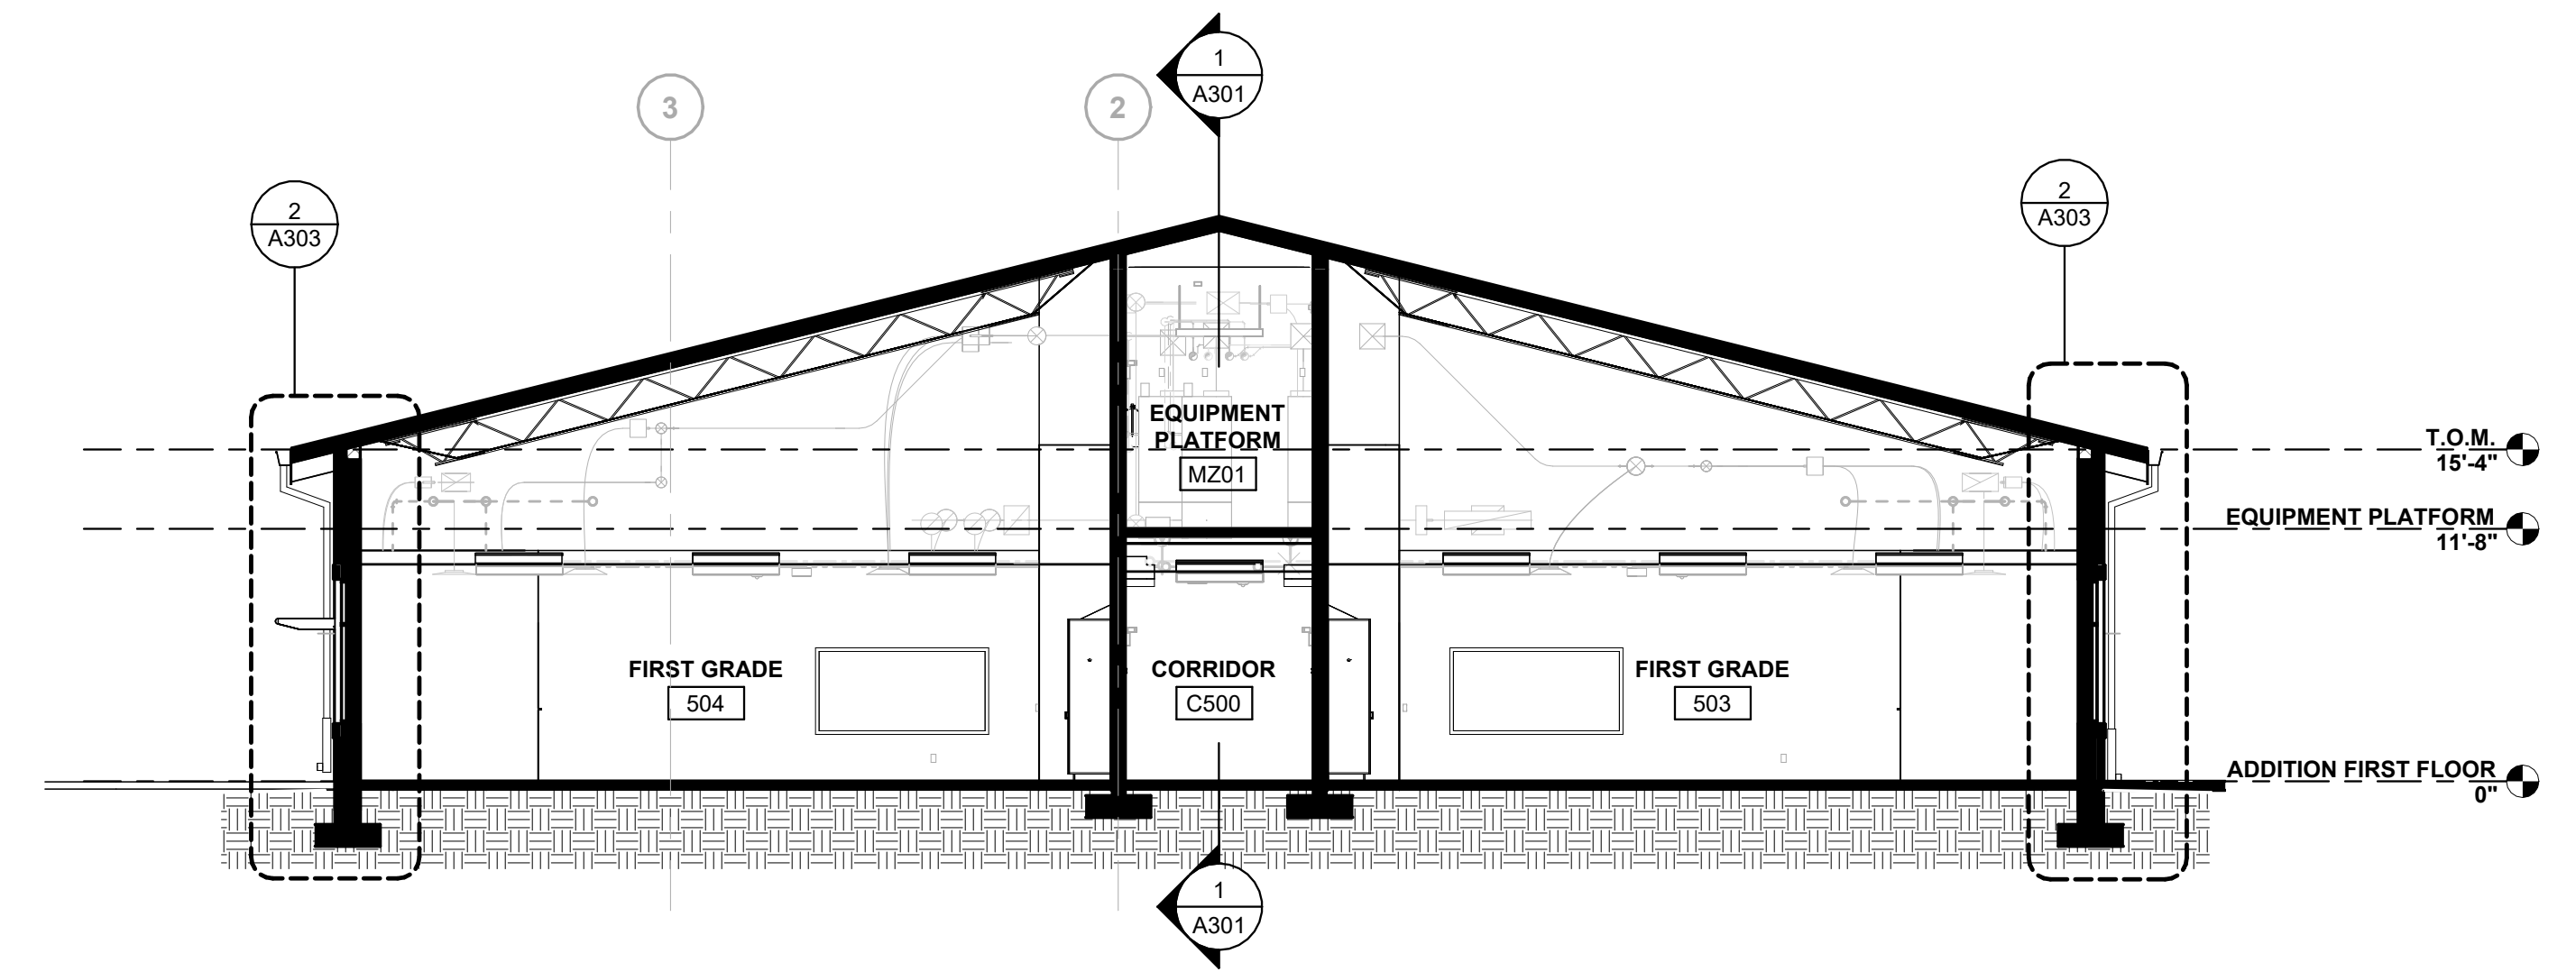 1
A301
3
2
2
A303
2
A303
EQUIPMENT
PLATFORM
MZ01
T.O.M.
15'-4"
EQUIPMENT PLATFORM
11'-8"
FIRST GRADE
504
CORRIDOR
C500
FIRST GRADE
503
ADDITION FIRST FLOOR
0"
1
A301